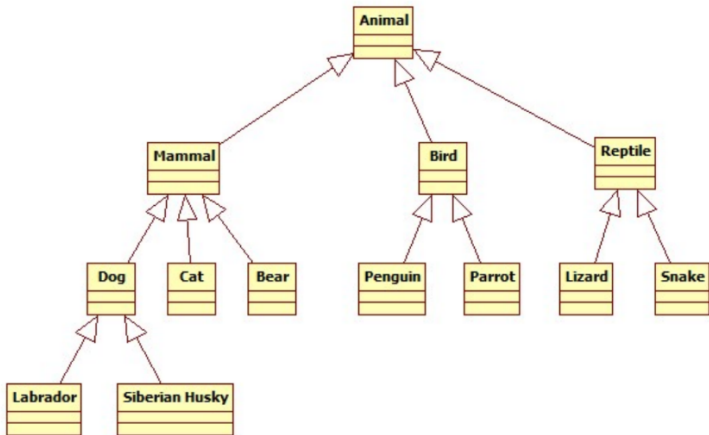 Animal
Mammal
Bird
Reptile
Dog
Cat
Bear
Penguin
Parrot
Lizard
Snake
Labrador
Siberian Husky